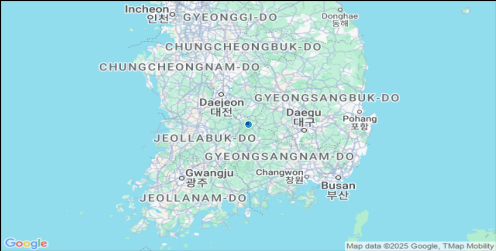 Incheon
인천
GYEONGGI-DO
Donghae
동해
CHUNGCHEONGBUK-DO
CHUNGCHEONGNAM-DO
Daejeon
대전
GYEONGSANGBUK-DO
Daegu
대구
Pohang
포항
JEOLLABUK-DO
GYEONGSANGNAM-DO
Gwangju
광주
Changwon
창원
Busan
부산
JEOLLANAM-DO
Google
Map data ©2025 Google, TMap Mobility